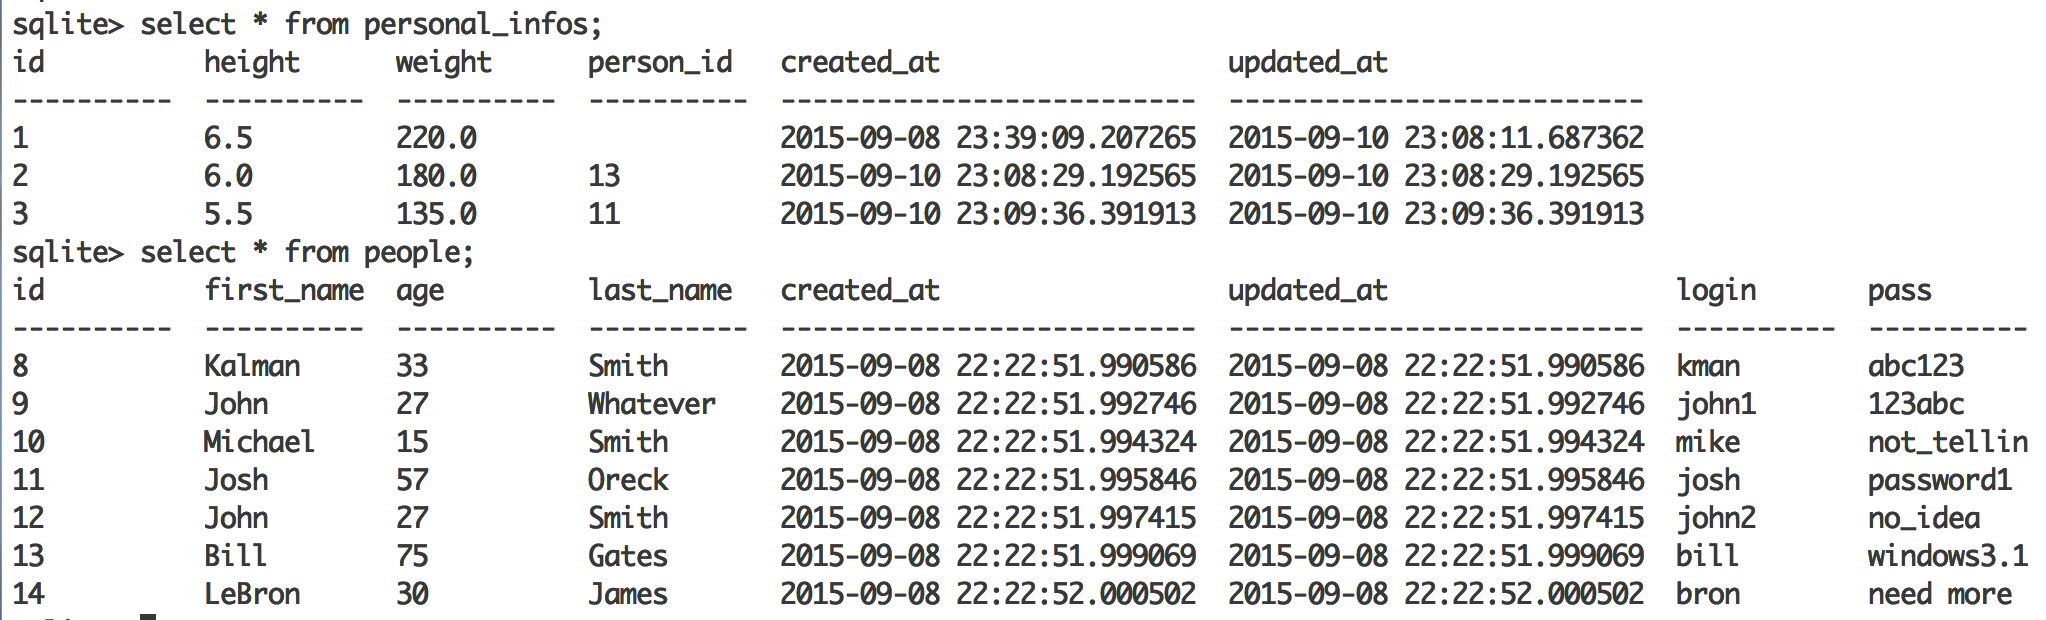 sqlite> select * from personal_infos;
id          height      weight      person_id   created_at                  updated_at
----------  ----------  ----------  ----------  --------------------------  --------------------------
1           6.5         220.0                   2015-09-08 23:39:09.207265  2015-09-10 23:08:11.687362
2           6.0         180.0       13          2015-09-10 23:08:29.192565  2015-09-10 23:08:29.192565
3           5.5         135.0       11          2015-09-10 23:09:36.391913  2015-09-10 23:09:36.391913
sqlite> select * from people;
id          first_name  age         last_name   created_at                  updated_at                  login       pass
----------  ----------  ----------  ----------  --------------------------  --------------------------  ----------  ----------
8           Kalman      33          Smith       2015-09-08 22:22:51.990586  2015-09-08 22:22:51.990586  kman        abc123
9           John        27          Whatever    2015-09-08 22:22:51.992746  2015-09-08 22:22:51.992746  john1       123abc
10          Michael     15          Smith       2015-09-08 22:22:51.994324  2015-09-08 22:22:51.994324  mike        not_tellin
11          Josh        57          Oreck       2015-09-08 22:22:51.995846  2015-09-08 22:22:51.995846  josh        password1
12          John        27          Smith       2015-09-08 22:22:51.997415  2015-09-08 22:22:51.997415  john2       no_idea
13          Bill        75          Gates       2015-09-08 22:22:51.999069  2015-09-08 22:22:51.999069  bill        windows3.1
14          LeBron      30          James       2015-09-08 22:22:52.000502  2015-09-08 22:22:52.000502  bron        need more